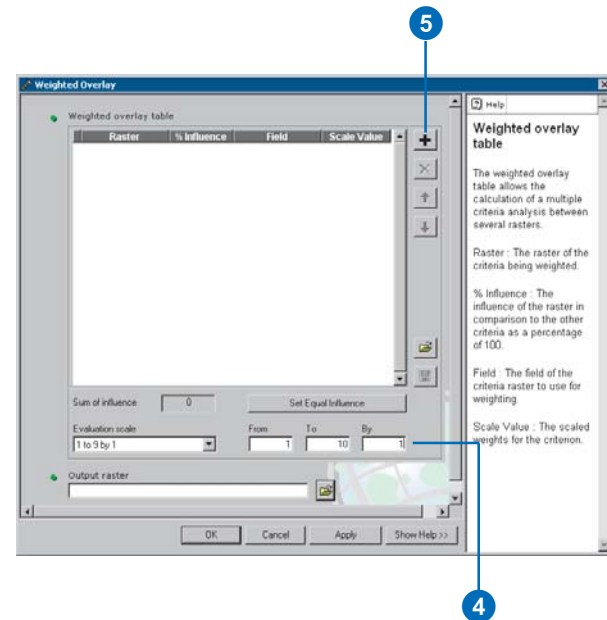 5
Weighted Overlay
Weighted overlay table
Raster % Influence Field Scale Value
Sum of influence 0 Set Equal Influence
Evaluation scale From To By
1 to 9 by 1 1 10 1
Output raster
OK Cancel Apply Show Help >>
Help
Weighted overlay
table
The weighted overlay
table allows the
calculation of a multiple
criteria analysis between
several rasters.
Raster : The raster of the
criteria being weighted.
% Influence : The
influence of the raster in
comparison to the other
criteria as a percentage
of 100.
Field : The field of the
criteria raster to use for
weighting.
Scale Value : The scaled
weights for the criterion.
4